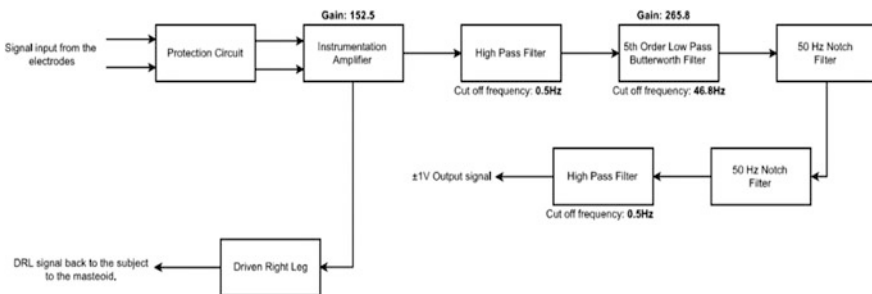 Gain: 152.5
Gain: 265.8
Signal input from the
electrodes
Protection Circuit
Instrumentation
Amplifier
High Pass Filter
5th Order Low Pass
Butterworth Filter
50 Hz Notch
Filter
Cut off frequency: 0.5Hz
Cut off frequency: 46.8Hz
±1V Output signal
High Pass Filter
50 Hz Notch
Filter
Cut off frequency: 0.5Hz
DRL signal back to the subject
to the masteoid.
Driven Right Leg